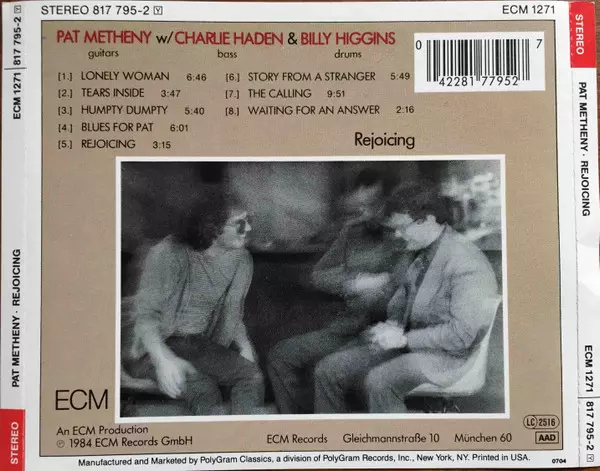 STEREO 817 795-2 Y
ECM 1271
PAT METHENY w/CHARLIE HADEN & BILLY HIGGINS
guitars bass drums
[1.] LONELY WOMAN 6:46
[2.] TEARS INSIDE 3:47
[3.] HUMPTY DUMPTY 5:40
[4.] BLUES FOR PAT 6:01
[5.] REJOICING 3:15
[6.] STORY FROM A STRANGER 5:49
[7.] THE CALLING 9:51
[8.] WAITING FOR AN ANSWER 2:16
0 42281 77952 7
Rejoicing
ECM
An ECM Production
℗ 1984 ECM Records GmbH
ECM Records Gleichmannstraße 10 München 60
LC 2516
AAD
Manufactured and Marketed by PolyGram Classics, a division of PolyGram Records, Inc., New York, NY. Printed in USA.
0704
STEREO PAT METHENY · REJOICING ECM 1271 817 795-2 Y
STEREO PAT METHENY · REJOICING ECM 1271 817 795-2 Y